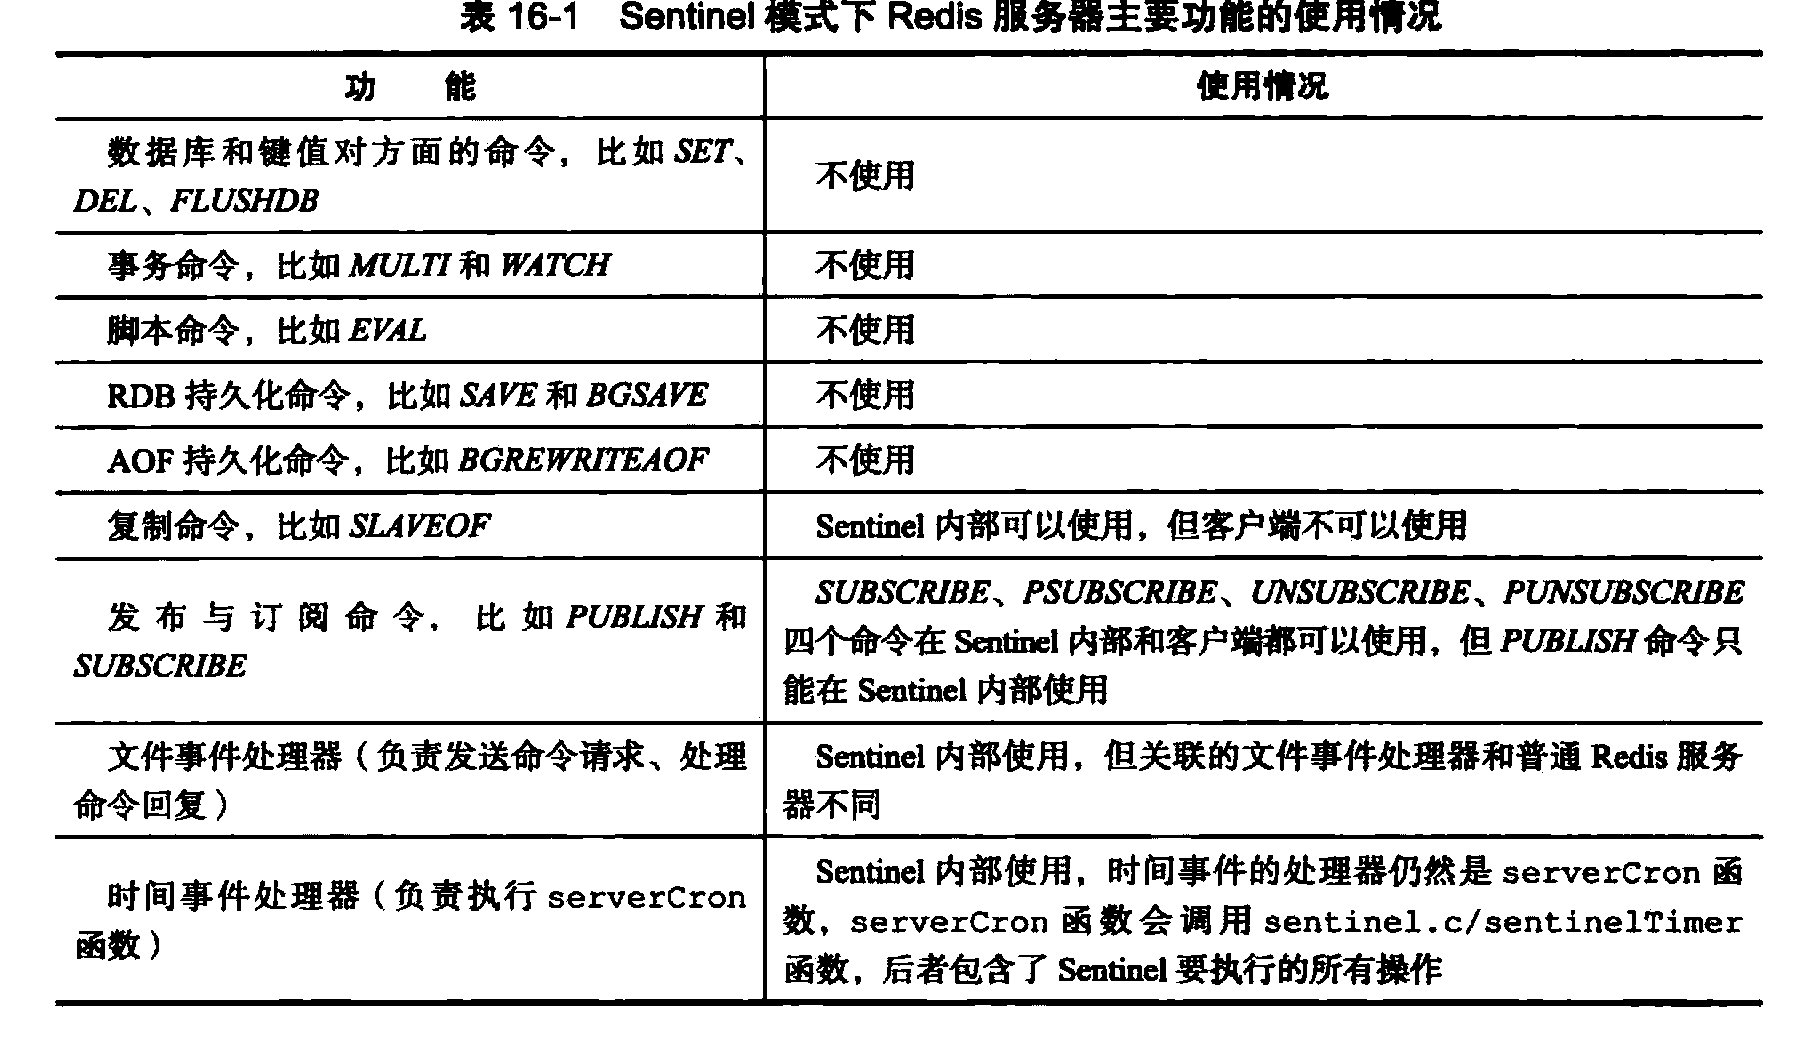 表 16-1 Sentinel 模式下 Redis 服务器主要功能的使用情况
功 能
使用情况
数据库和键值对方面的命令，比如 SET、
DEL、FLUSHDB
不使用
事务命令，比如 MULTI 和 WATCH
不使用
脚本命令，比如 EVAL
不使用
RDB 持久化命令，比如 SAVE 和 BGSAVE
不使用
AOF 持久化命令，比如 BGREWRITEAOF
不使用
复制命令，比如 SLAVEOF
Sentinel 内部可以使用，但客户端不可以使用
发布与订阅命令，比如 PUBLISH 和
SUBSCRIBE
SUBSCRIBE、PSUBSCRIBE、UNSUBSCRIBE、PUNSUBSCRIBE
四个命令在 Sentinel 内部和客户端都可以使用，但 PUBLISH 命令只
能在 Sentinel 内部使用
文件事件处理器（负责发送命令请求、处理
命令回复）
Sentinel 内部使用，但关联的文件事件处理器和普通 Redis 服务
器不同
时间事件处理器（负责执行 serverCron
函数）
Sentinel 内部使用，时间事件的处理器仍然是 serverCron 函
数，serverCron 函数会调用 sentinel.c/sentinelTimer
函数，后者包含了 Sentinel 要执行的所有操作